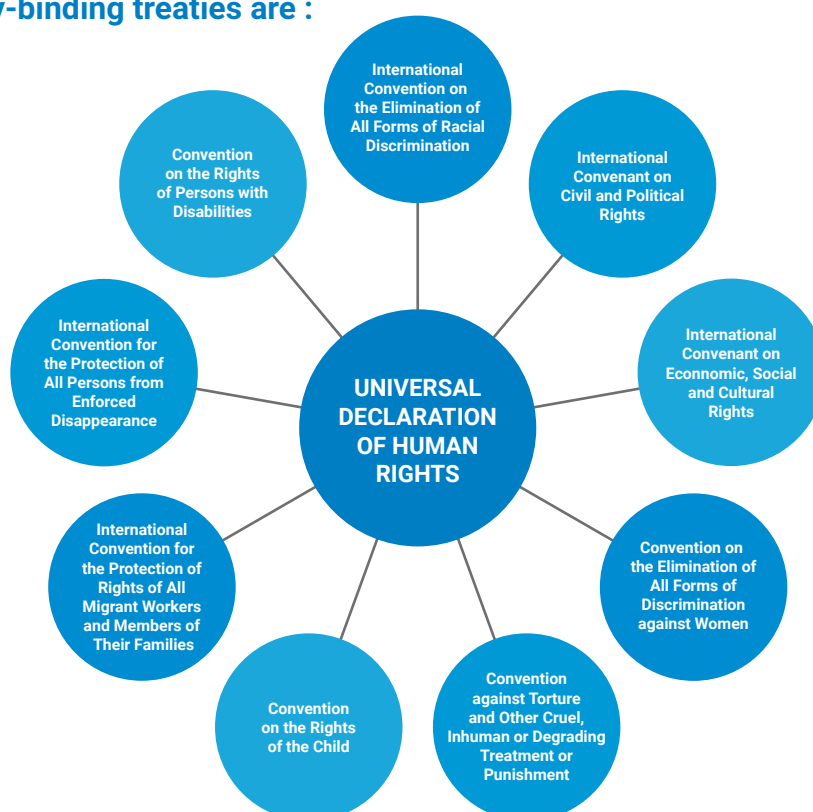 y-binding treaties are :
International
Convention on
the Elimination of
All Forms of Racial
Discrimination
International
Convenant on
Civil and Political
Rights
International
Convenant on
Econnomic, Social
and Cultural
Rights
Convention on
the Elimination of
All Forms of
Discrimination
against Women
Convention
against Torture
and Other Cruel,
Inhuman or Degrading
Treatment or
Punishment
Convention
on the Rights
of the Child
International
Convention for
the Protection of
Rights of All
Migrant Workers
and Members of
Their Families
International
Convention for
the Protection of
All Persons from
Enforced
Disappearance
Convention
on the Rights
of Persons with
Disabilities
UNIVERSAL
DECLARATION
OF HUMAN
RIGHTS